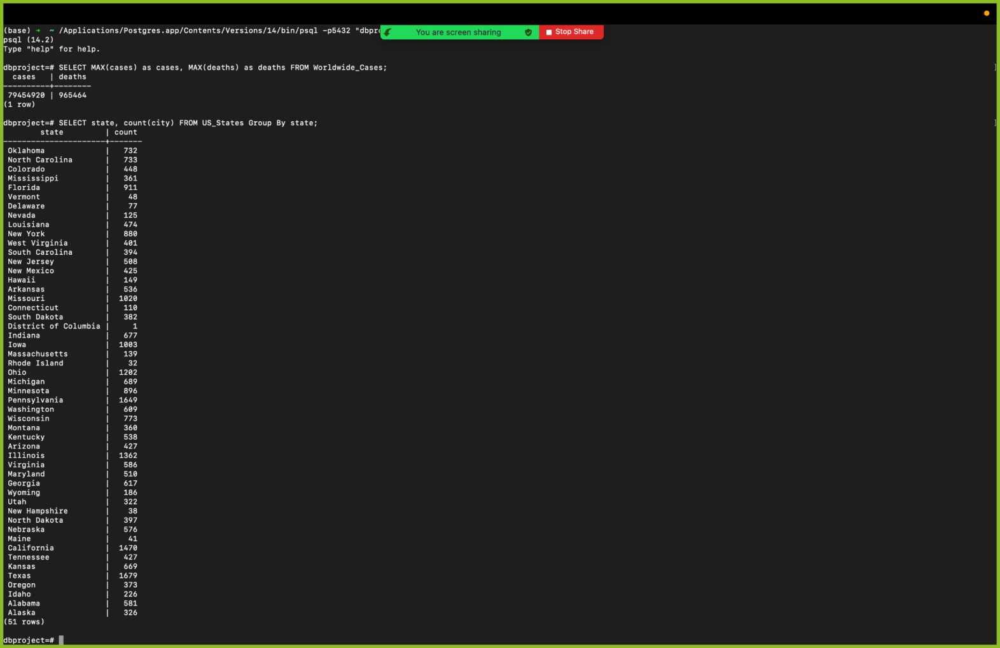 (base) → ~ /Applications/Postgres.app/Contents/Versions/14/bin/psql -p5432 "dbpr
You are screen sharing
Stop Share
psql (14.2)
Type "help" for help.
dbproject=# SELECT MAX(cases) as cases, MAX(deaths) as deaths FROM Worldwide_Cases;
cases | deaths
----------+--------
79454920 | 965464
(1 row)
dbproject=# SELECT state, count(city) FROM US_States Group By state;
state | count
----------------------+-------
Oklahoma | 732
North Carolina | 733
Colorado | 448
Mississippi | 361
Florida | 911
Vermont | 48
Delaware | 77
Nevada | 125
Louisiana | 474
New York | 880
West Virginia | 401
South Carolina | 394
New Jersey | 508
New Mexico | 425
Hawaii | 149
Arkansas | 536
Missouri | 1020
Connecticut | 110
South Dakota | 382
District of Columbia | 1
Indiana | 677
Iowa | 1003
Massachusetts | 139
Rhode Island | 32
Ohio | 1202
Michigan | 689
Minnesota | 896
Pennsylvania | 1649
Washington | 609
Wisconsin | 773
Montana | 360
Kentucky | 538
Arizona | 427
Illinois | 1362
Virginia | 586
Maryland | 510
Georgia | 617
Wyoming | 186
Utah | 322
New Hampshire | 38
North Dakota | 397
Nebraska | 576
Maine | 41
California | 1470
Tennessee | 427
Kansas | 669
Texas | 1679
Oregon | 373
Idaho | 226
Alabama | 581
Alaska | 326
(51 rows)
dbproject=#